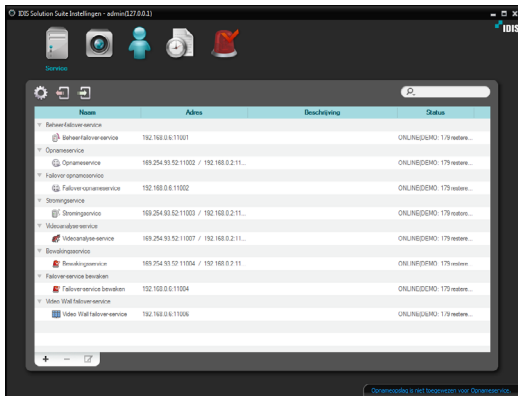 IDIS Solution Suite Instellingen - admin(127.0.0.1)
IDIS
Service
Naam Adres Beschrijving Status
Beheer-failover-service
Beheer-failover-service 192.168.0.6:11001 ONLINE(DEMO: 179 restere...
Opnameservice
Opnameservice 169.254.93.52:11002 / 192.168.0.2:11... ONLINE(DEMO: 179 restere...
Failover-opnameservice
Failover-opnameservice 192.168.0.6:11002 ONLINE(DEMO: 179 restere...
Stromingservice
Stromingservice 169.254.93.52:11003 / 192.168.0.2:11... ONLINE(DEMO: 179 restere...
Videoanalyse-service
Videoanalyse-service 169.254.93.52:11007 / 192.168.0.2:11... ONLINE(DEMO: 179 restere...
Bewakingsservice
Bewakingsservice 169.254.93.52:11004 / 192.168.0.2:11... ONLINE(DEMO: 179 restere...
Failover-service bewaken
Failover-service bewaken 192.168.0.6:11004 ONLINE(DEMO: 179 restere...
Video Wall failover-service
Video Wall failover-service 192.168.0.6:11006 ONLINE(DEMO: 179 restere...
Opnameopslag is niet toegewezen voor Opnameservice.